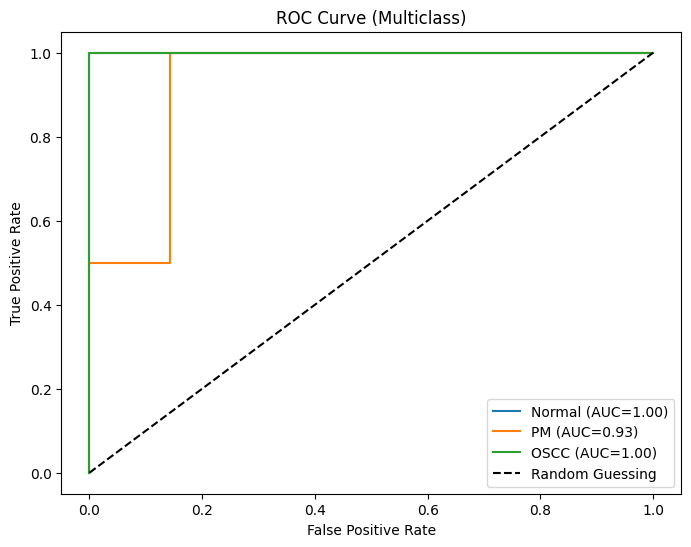 ROC Curve (Multiclass)
True Positive Rate
1.0
0.8
0.6
0.4
0.2
0.0
Normal (AUC=1.00)
PM (AUC=0.93)
OSCC (AUC=1.00)
Random Guessing
0.0 0.2 0.4 0.6 0.8 1.0
False Positive Rate